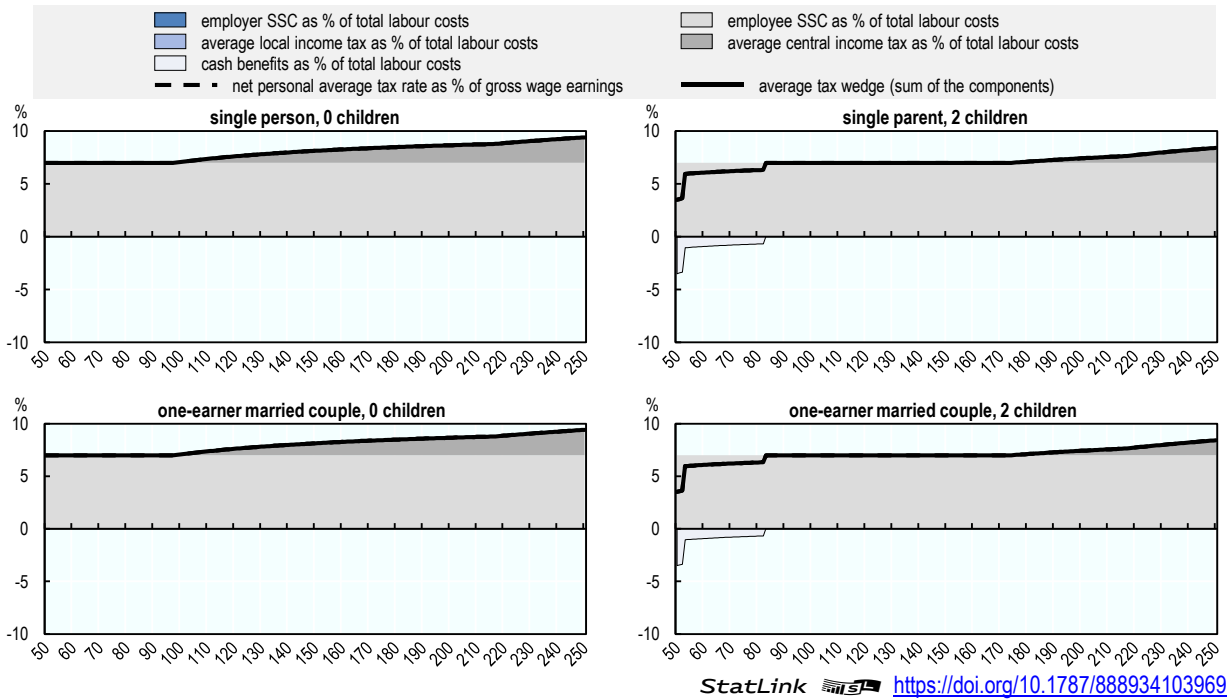 employer SSC as % of total labour costs
employee SSC as % of total labour costs
average local income tax as % of total labour costs
average central income tax as % of total labour costs
cash benefits as % of total labour costs
net personal average tax rate as % of gross wage earnings
average tax wedge (sum of the components)
%
single person, 0 children
10
5
0
-5
-10
50 60 70 80 90 100 110 120 130 140 150 160 170 180 190 200 210 220 230 240 250
%
single parent, 2 children
10
5
0
-5
-10
50 60 70 80 90 100 110 120 130 140 150 160 170 180 190 200 210 220 230 240 250
%
one-earner married couple, 0 children
10
5
0
-5
-10
50 60 70 80 90 100 110 120 130 140 150 160 170 180 190 200 210 220 230 240 250
%
one-earner married couple, 2 children
10
5
0
-5
-10
50 60 70 80 90 100 110 120 130 140 150 160 170 180 190 200 210 220 230 240 250
StatLink https://doi.org/10.1787/888934103969